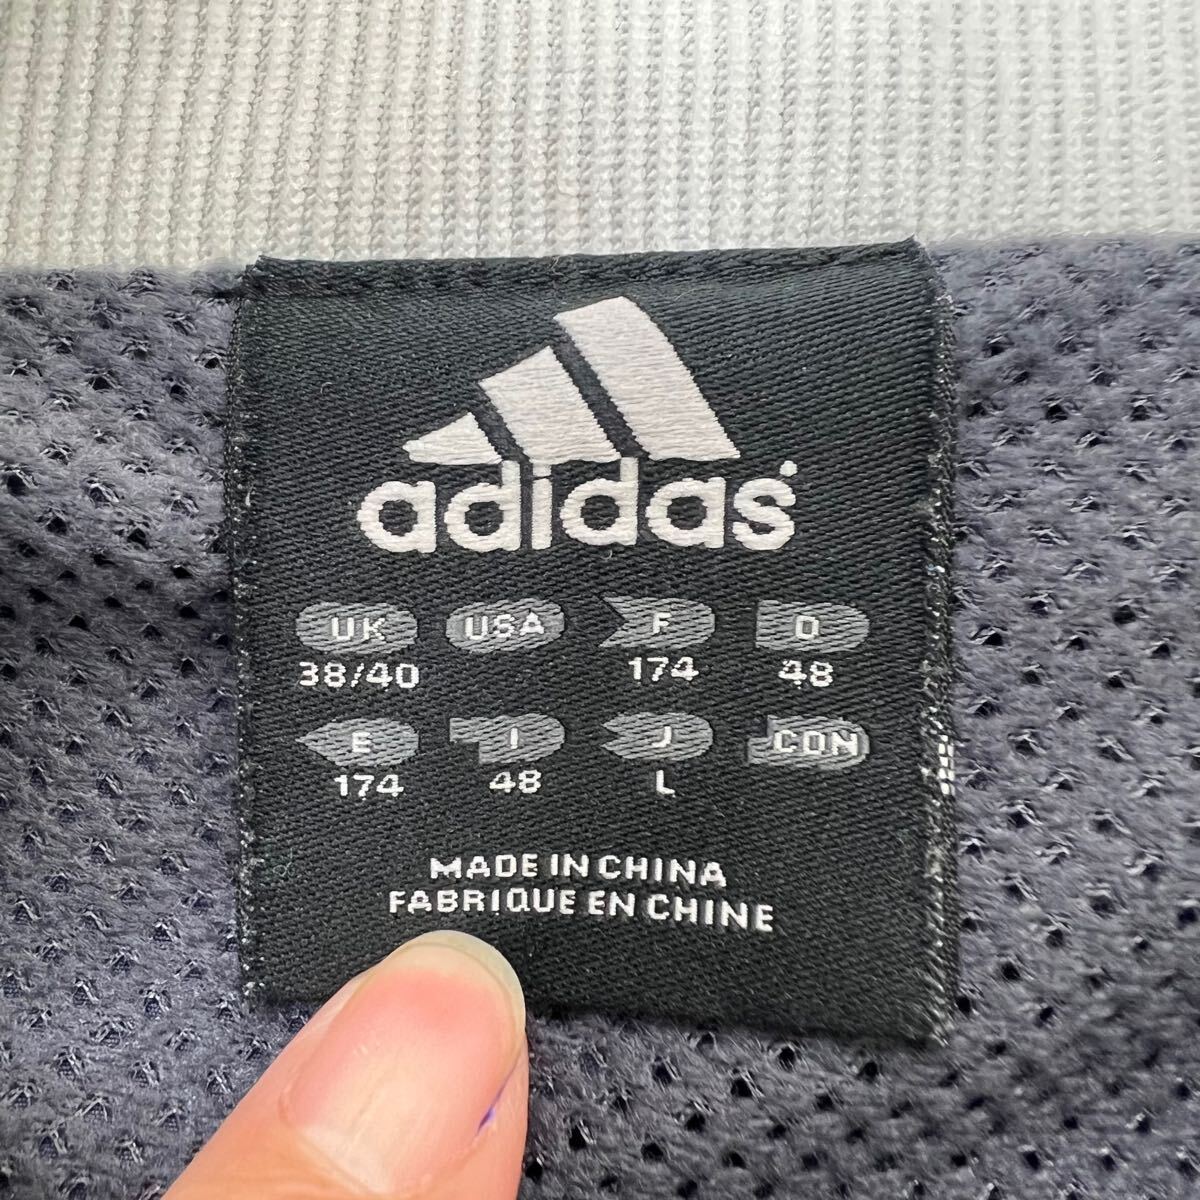 adidas
UK USA F D
38/40 174 48
E I J CDN
174 48 L
MADE IN CHINA
FABRIQUE EN CHINE